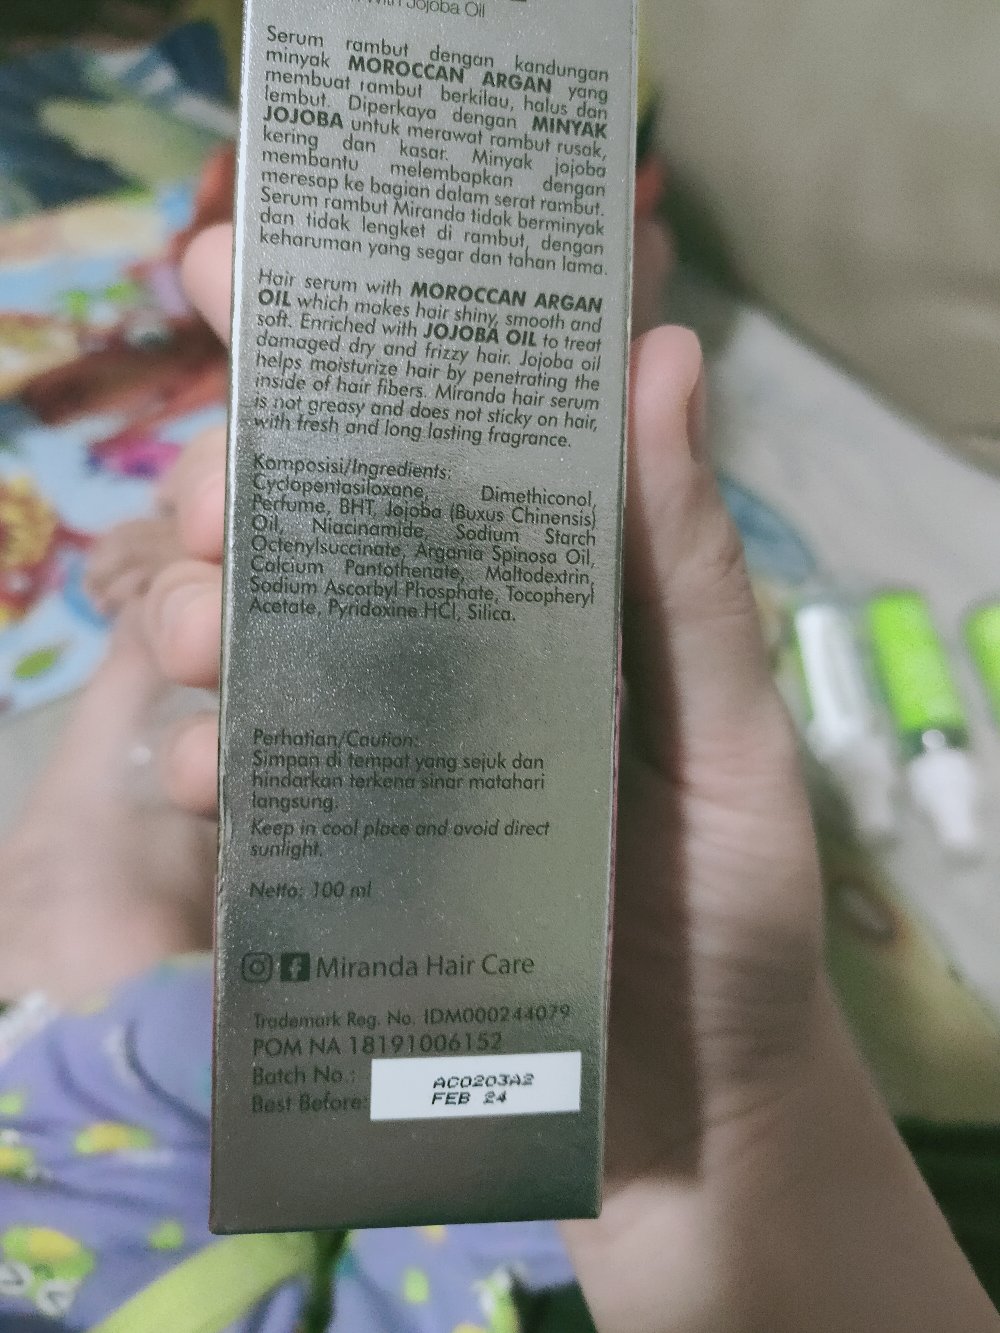 With Jojoba Oil
Serum rambut dengan kandungan
minyak MOROCCAN ARGAN yang
membuat rambut berkilau, halus dan
lembut. Diperkaya dengan MINYAK
JOJOBA untuk merawat rambut rusak,
kering dan kasar. Minyak jojoba
membantu melembapkan dengan
meresap ke bagian dalam serat rambut.
Serum rambut Miranda tidak berminyak
dan tidak lengket di rambut, dengan
keharuman yang segar dan tahan lama.
Hair serum with MOROCCAN ARGAN
OIL which makes hair shiny, smooth and
soft. Enriched with JOJOBA OIL to treat
damaged dry and frizzy hair. Jojoba oil
helps moisturize hair by penetrating the
inside of hair fibers. Miranda hair serum
is not greasy and does not sticky on hair,
with fresh and long lasting fragrance.
Komposisi/Ingredients:
Cyclopentasiloxane, Dimethiconol,
Perfume, BHT, Jojoba (Buxus Chinensis)
Oil, Niacinamide, Sodium Starch
Octenylsuccinate, Argania Spinosa Oil,
Calcium Pantothenate, Maltodextrin,
Sodium Ascorbyl Phosphate, Tocopheryl
Acetate, Pyridoxine HCl, Silica.
Perhatian/Caution:
Simpan di tempat yang sejuk dan
hindarkan terkena sinar matahari
langsung.
Keep in cool place and avoid direct
sunlight.
Netto: 100 ml
Miranda Hair Care
Trademark Reg. No. IDM000244079
POM NA 18191006152
Batch No.: AC0203A2
Best Before: FEB 24